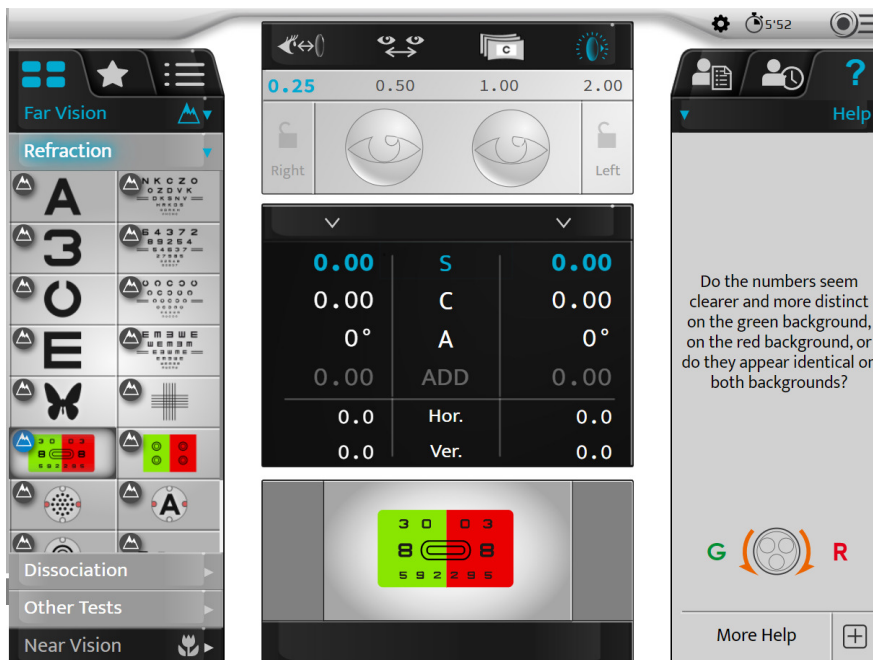 5'52
C
0.25 0.50 1.00 2.00
Right
Left
Far Vision
Refraction
A
N K C Z O
O Z D V K
D K S N V
3
6 4 3 7 2
8 9 2 5 4
5 4 6 3 7
E
E M
A
Dissociation
Other Tests
Near Vision
0.00 S 0.00
0.00 C 0.00
0° A 0°
0.00 ADD 0.00
0.0 Hor. 0.0
0.0 Ver. 0.0
3 0 0 3
8 8
5 9 2 2 9 5
?
Help
Do the numbers seem
clearer and more distinct
on the green background,
on the red background, or
do they appear identical on
both backgrounds?
G R
More Help